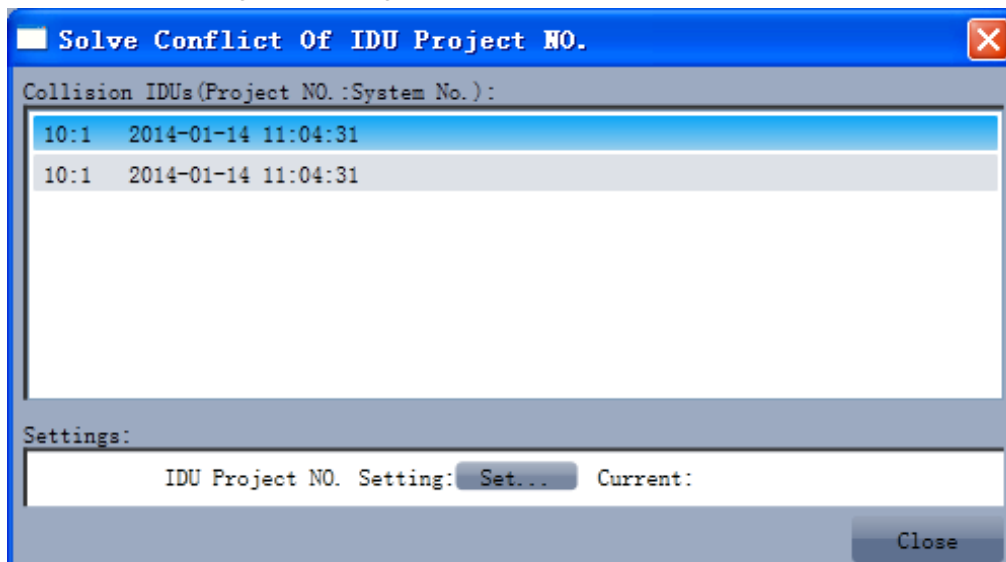 Solve Conflict Of IDU Project NO.
Collision IDUs(Project NO.:System No.):
10:1 2014-01-14 11:04:31
10:1 2014-01-14 11:04:31
Settings:
IDU Project NO. Setting: Set... Current:
Close